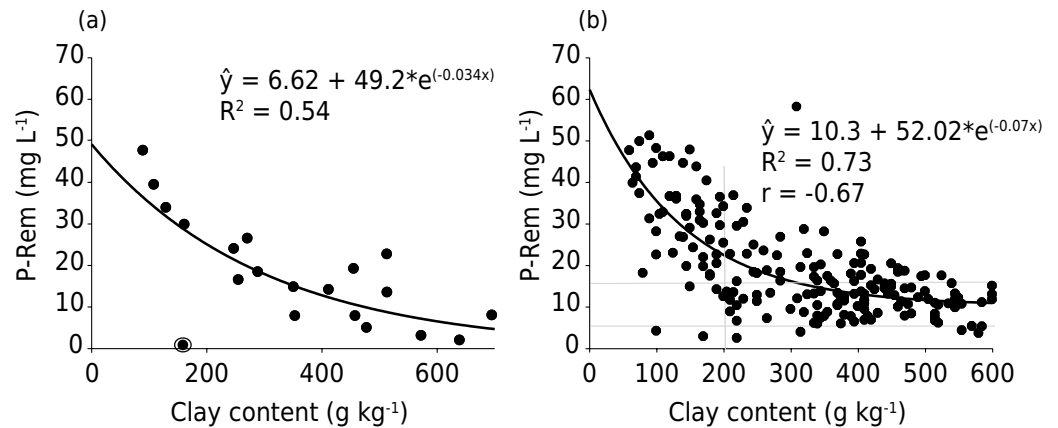 (a)
70
60
50
40
30
20
10
0
P-Rem (mg L⁻¹)
ŷ = 6.62 + 49.2*e⁽⁻⁰·⁰³⁴ˣ⁾
R² = 0.54
0 200 400 600
Clay content (g kg⁻¹)
(b)
70
60
50
40
30
20
10
0
P-Rem (mg L⁻¹)
ŷ = 10.3 + 52.02*e⁽⁻⁰·⁰⁷ˣ⁾
R² = 0.73
r = -0.67
0 100 200 300 400 500 600
Clay content (g kg⁻¹)